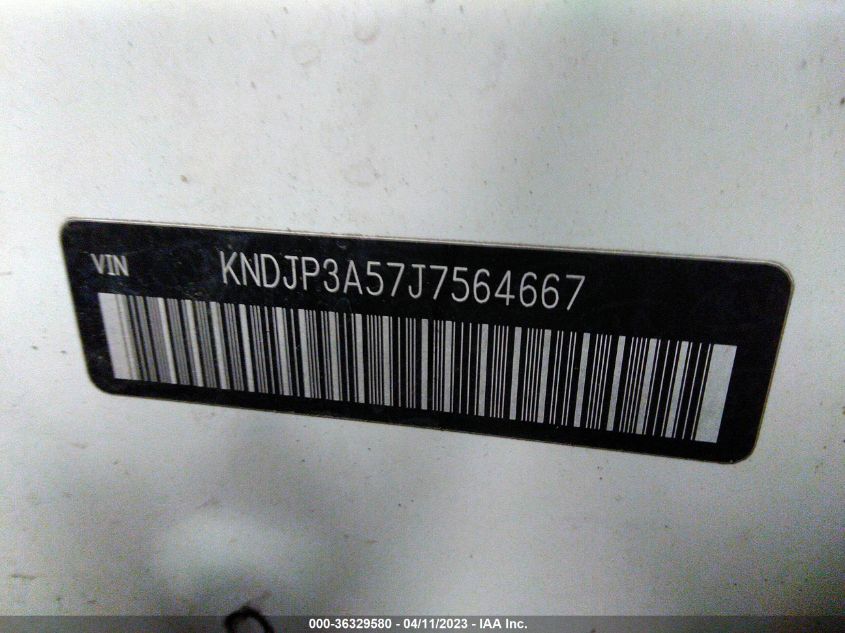 VIN KNDJP3A57J7564667
000-36329580 - 04/11/2023 - IAA Inc.